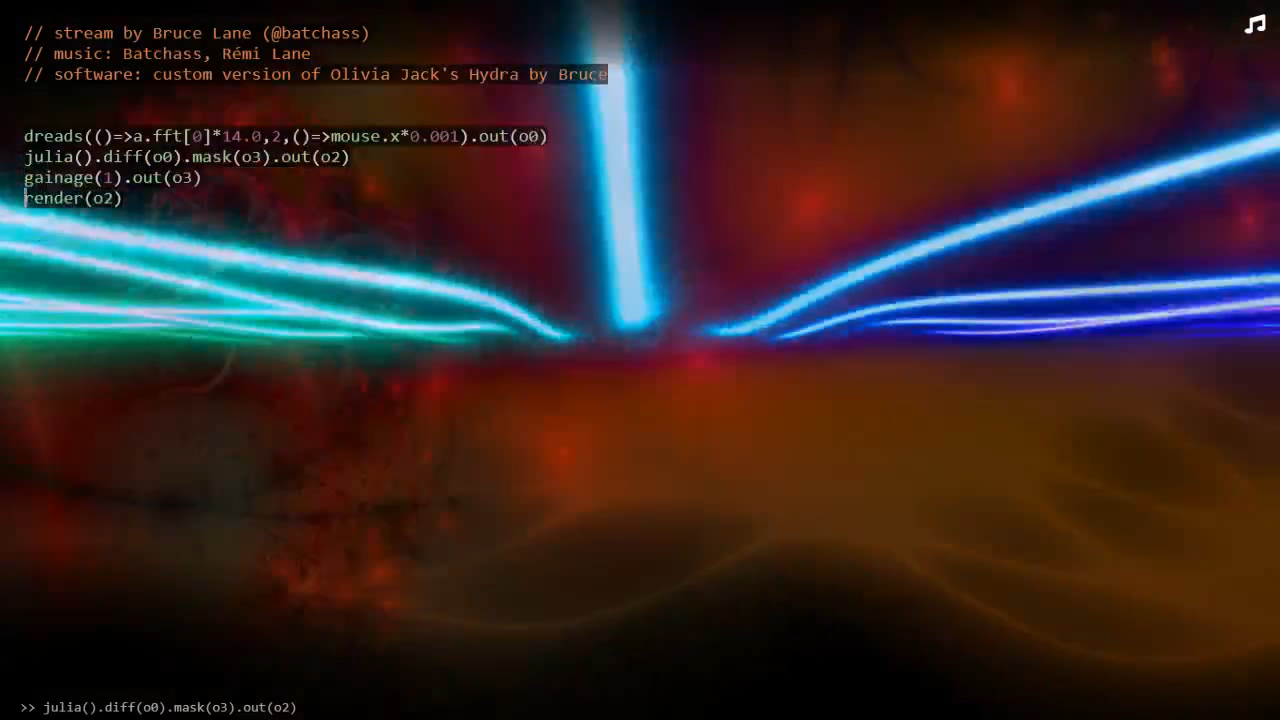 // stream by Bruce Lane (@batchass)
// music: Batchass, Rémi Lane
// software: custom version of Olivia Jack's Hydra by Bruce
dreads(()=>a.fft[0]*14.0,2,()=>mouse.x*0.001).out(o0)
julia().diff(o0).mask(o3).out(o2)
gainage(1).out(o3)
render(o2)
>> julia().diff(o0).mask(o3).out(o2)